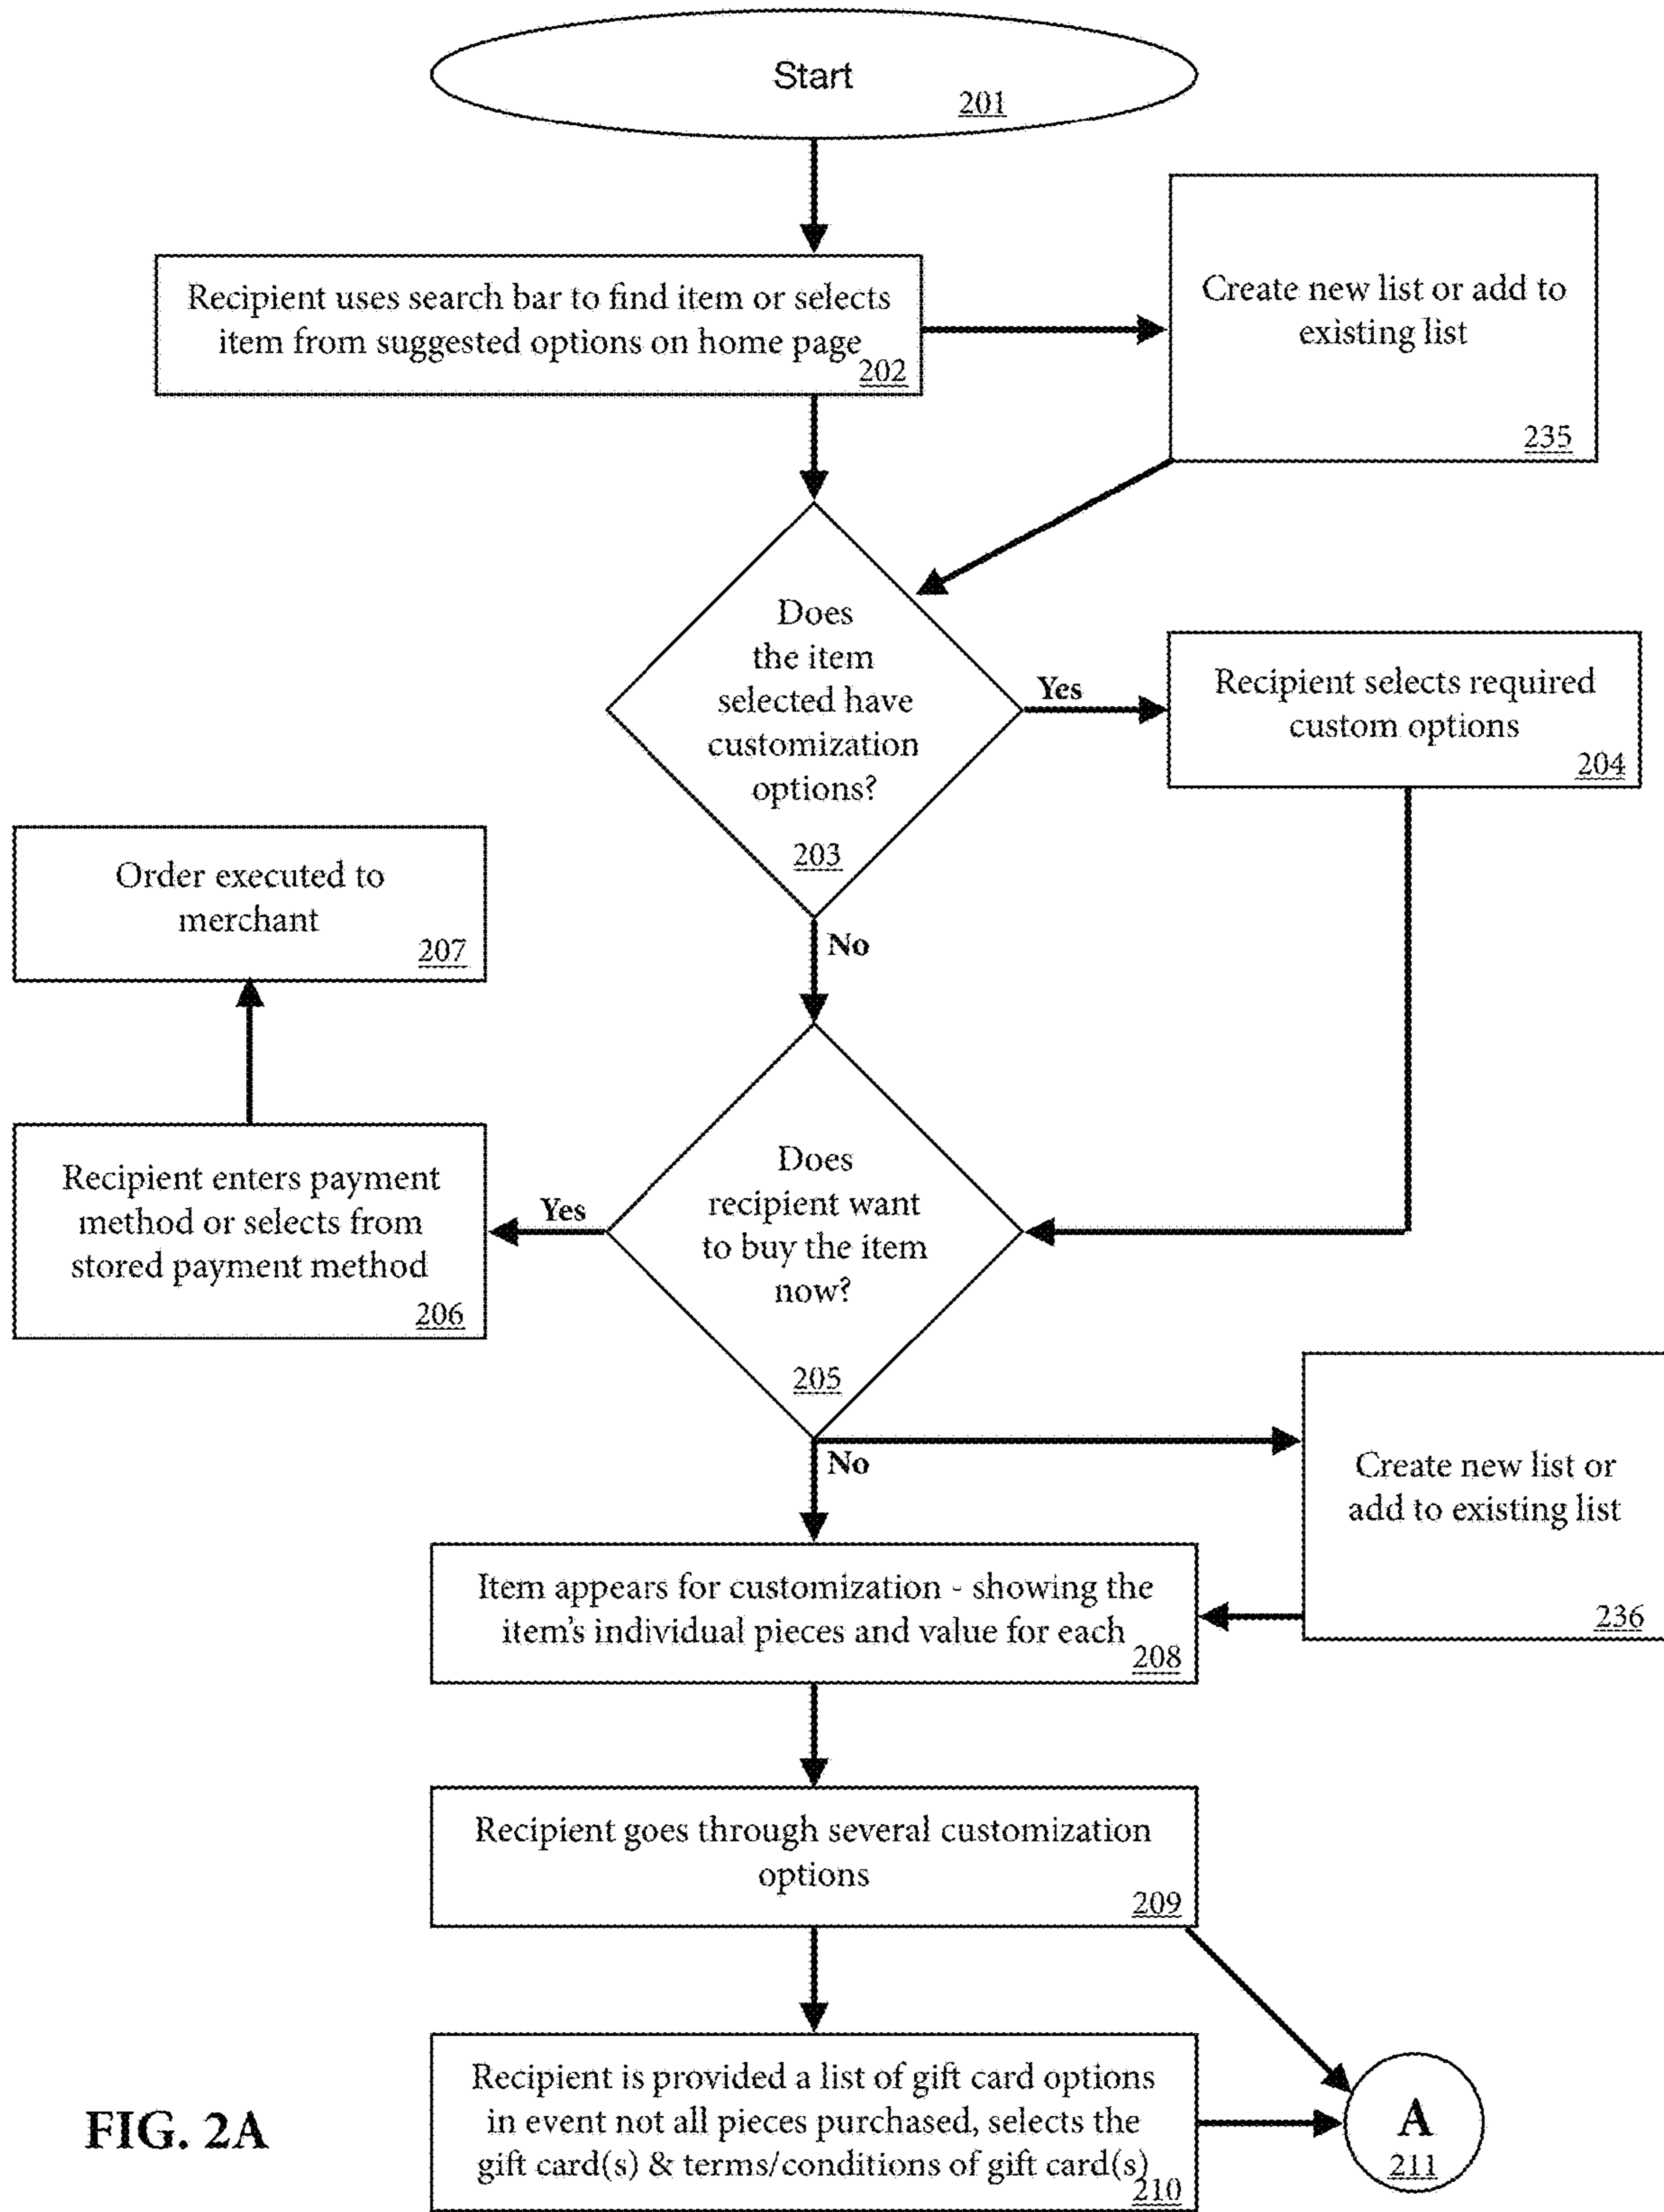 Start
201
Recipient uses search bar to find item or selects
item from suggested options on home page
202
Create new list or add to
existing list
235
Does
the item
selected have
customization
options?
203
Yes
Recipient selects required
custom options
204
Order executed to
merchant
207
No
Recipient enters payment
method or selects from
stored payment method
206
Yes
Does
recipient want
to buy the item
now?
205
No
Create new list or
add to existing list
236
Item appears for customization - showing the
item's individual pieces and value for each
208
Recipient goes through several customization
options
209
Recipient is provided a list of gift card options
in event not all pieces purchased, selects the
gift card(s) & terms/conditions of gift card(s)
210
A
211
FIG. 2A